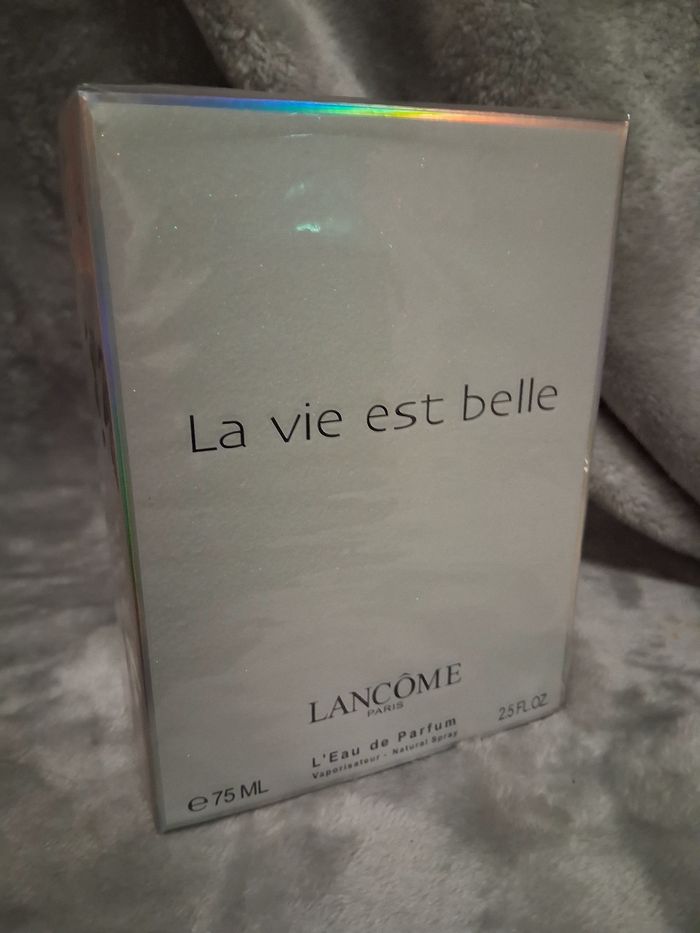 La vie est belle
LANCÔME
PARIS
L'Eau de Parfum
Vaporisateur - Natural Spray
℮75 ML
2.5 FL.OZ